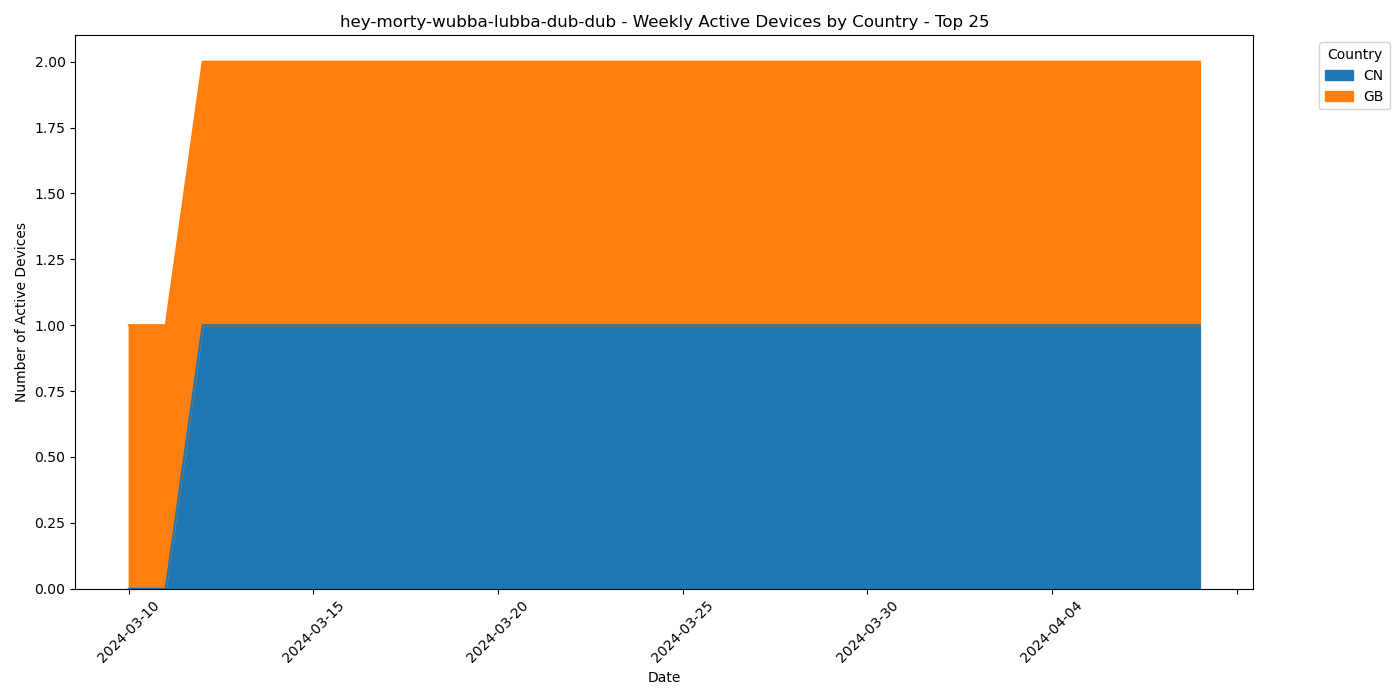 hey-morty-wubba-lubba-dub-dub - Weekly Active Devices by Country - Top 25
Country
CN
GB
Number of Active Devices
2.00
1.75
1.50
1.25
1.00
0.75
0.50
0.25
0.00
2024-03-10
2024-03-15
2024-03-20
2024-03-25
2024-03-30
2024-04-04
Date